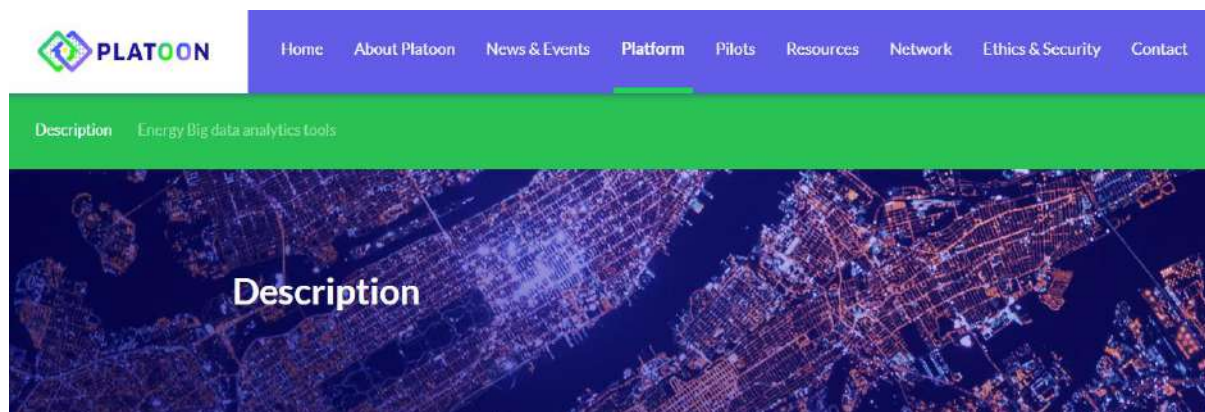 PLATOON Home About Platoon News & Events Platform Pilots Resources Network Ethics & Security Contact
Description Energy Big data analytics tools
Description